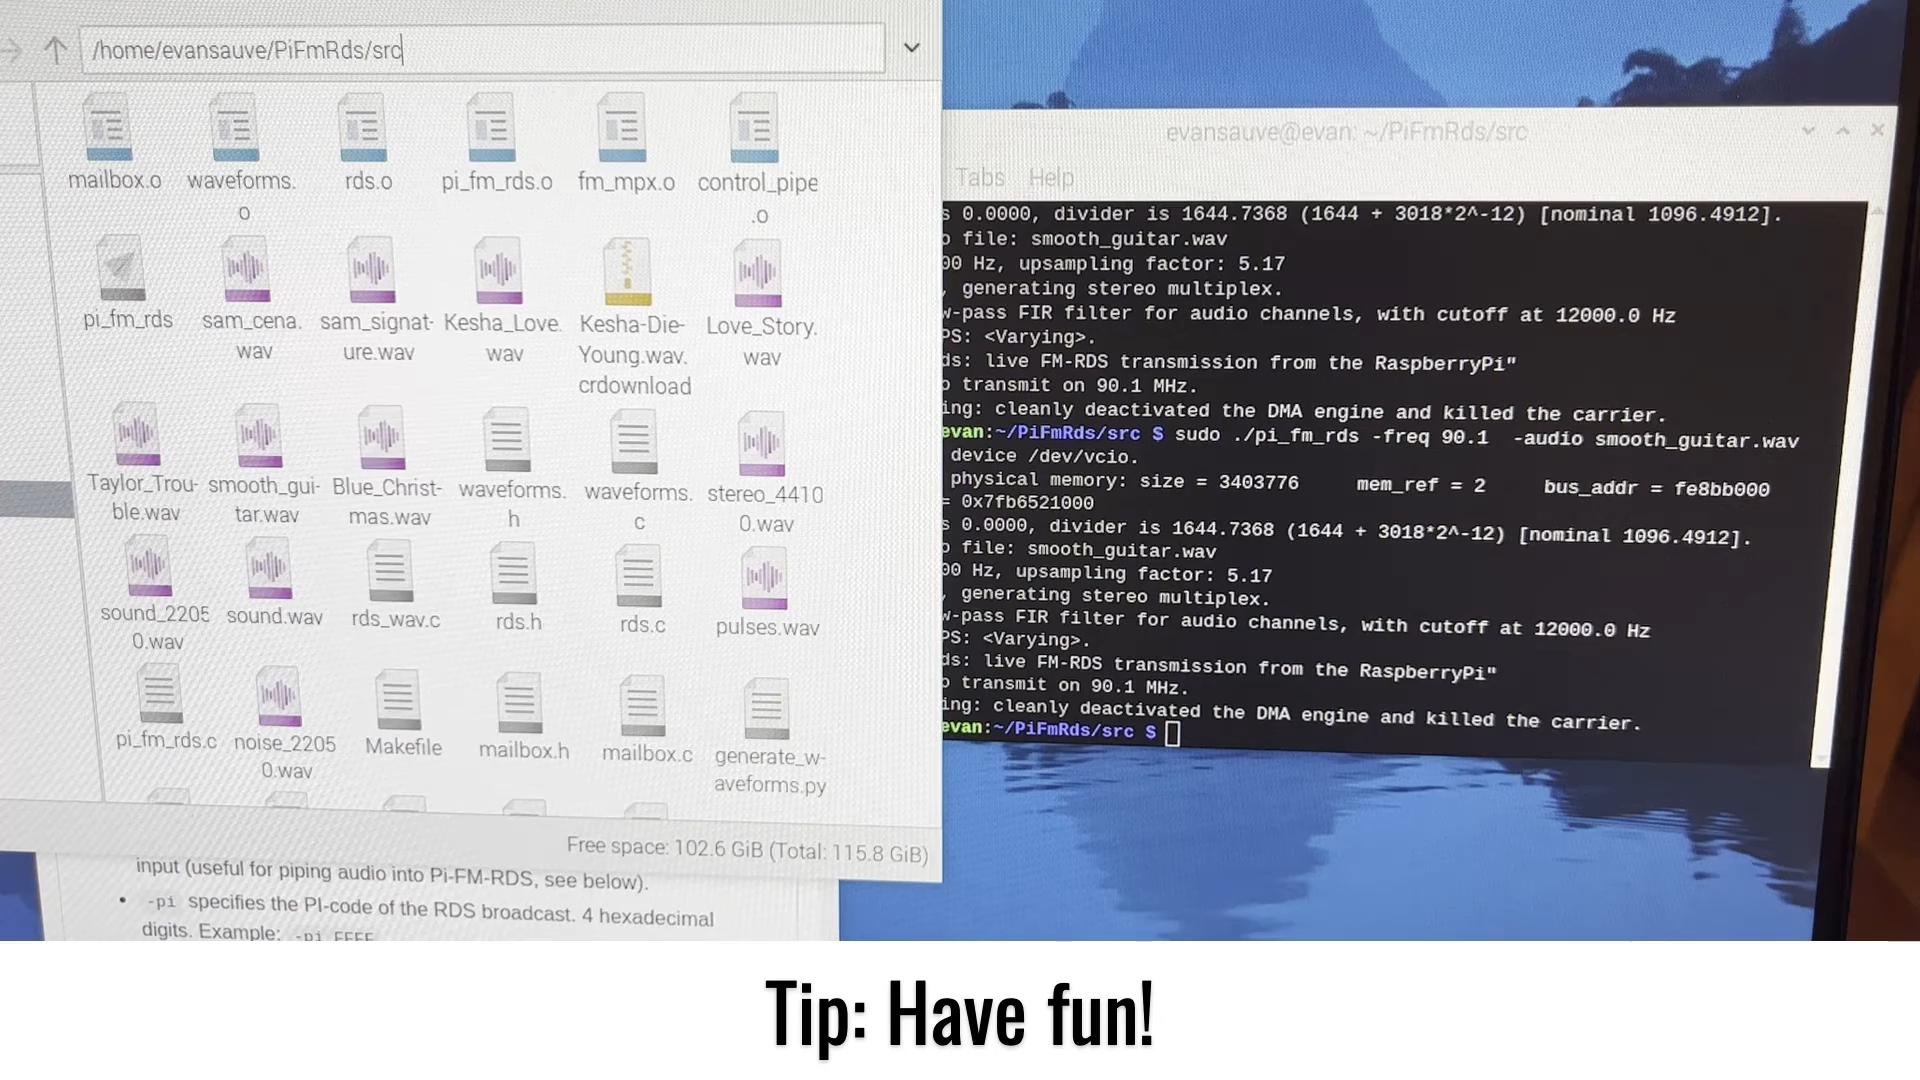 /home/evansauve/PiFmRds/src
mailbox.o
waveforms.
o
rds.o
pi_fm_rds.o
fm_mpx.o
control_pipe
.o
pi_fm_rds
sam_cena.
wav
sam_signat-
ure.wav
Kesha_Love.
wav
Kesha-Die-
Young.wav.
crdownload
Love_Story.
wav
Taylor_Trou-
ble.wav
smooth_gui-
tar.wav
Blue_Christ-
mas.wav
waveforms.
h
waveforms.
c
stereo_4410
0.wav
sound_2205
0.wav
sound.wav
rds_wav.c
rds.h
rds.c
pulses.wav
pi_fm_rds.c
noise_2205
0.wav
Makefile
mailbox.h
mailbox.c
generate_w-
aveforms.py
Free space: 102.6 GiB (Total: 115.8 GiB)
input (useful for piping audio into Pi-FM-RDS, see below).
• -pi specifies the PI-code of the RDS broadcast. 4 hexadecimal
digits. Example: -pi FFFF
evansauve@evan: ~/PiFmRds/src
Tabs Help
s 0.0000, divider is 1644.7368 (1644 + 3018*2^-12) [nominal 1096.4912].
o file: smooth_guitar.wav
00 Hz, upsampling factor: 5.17
, generating stereo multiplex.
w-pass FIR filter for audio channels, with cutoff at 12000.0 Hz
PS: <Varying>.
ds: live FM-RDS transmission from the RaspberryPi"
o transmit on 90.1 MHz.
ing: cleanly deactivated the DMA engine and killed the carrier.
evan:~/PiFmRds/src $ sudo ./pi_fm_rds -freq 90.1 -audio smooth_guitar.wav
device /dev/vcio.
physical memory: size = 3403776 mem_ref = 2 bus_addr = fe8bb000
= 0x7fb6521000
s 0.0000, divider is 1644.7368 (1644 + 3018*2^-12) [nominal 1096.4912].
o file: smooth_guitar.wav
00 Hz, upsampling factor: 5.17
, generating stereo multiplex.
w-pass FIR filter for audio channels, with cutoff at 12000.0 Hz
PS: <Varying>.
ds: live FM-RDS transmission from the RaspberryPi"
o transmit on 90.1 MHz.
ing: cleanly deactivated the DMA engine and killed the carrier.
evan:~/PiFmRds/src $
Tip: Have fun!